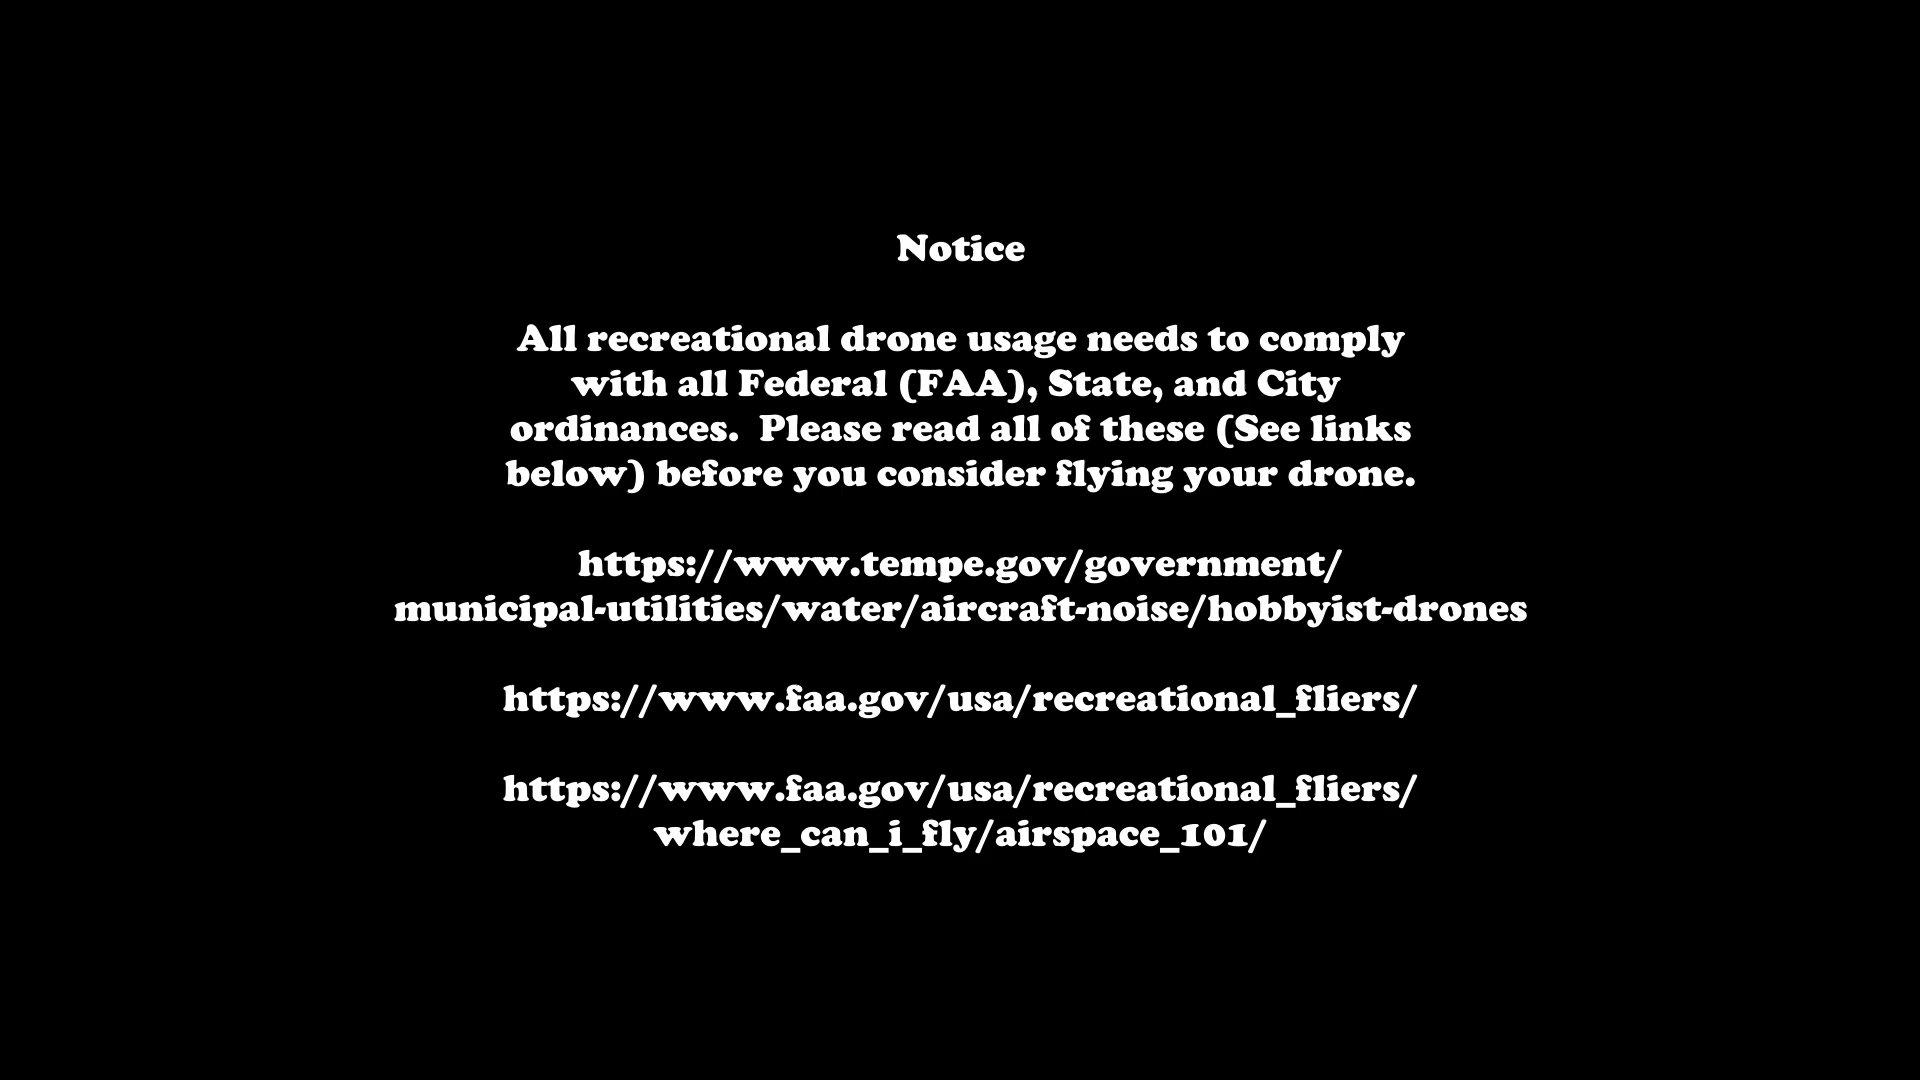 Notice
All recreational drone usage needs to comply
with all Federal (FAA), State, and City
ordinances.  Please read all of these (See links
below) before you consider flying your drone.
https://www.tempe.gov/government/
municipal-utilities/water/aircraft-noise/hobbyist-drones
https://www.faa.gov/usa/recreational_fliers/
https://www.faa.gov/usa/recreational_fliers/
where_can_i_fly/airspace_101/